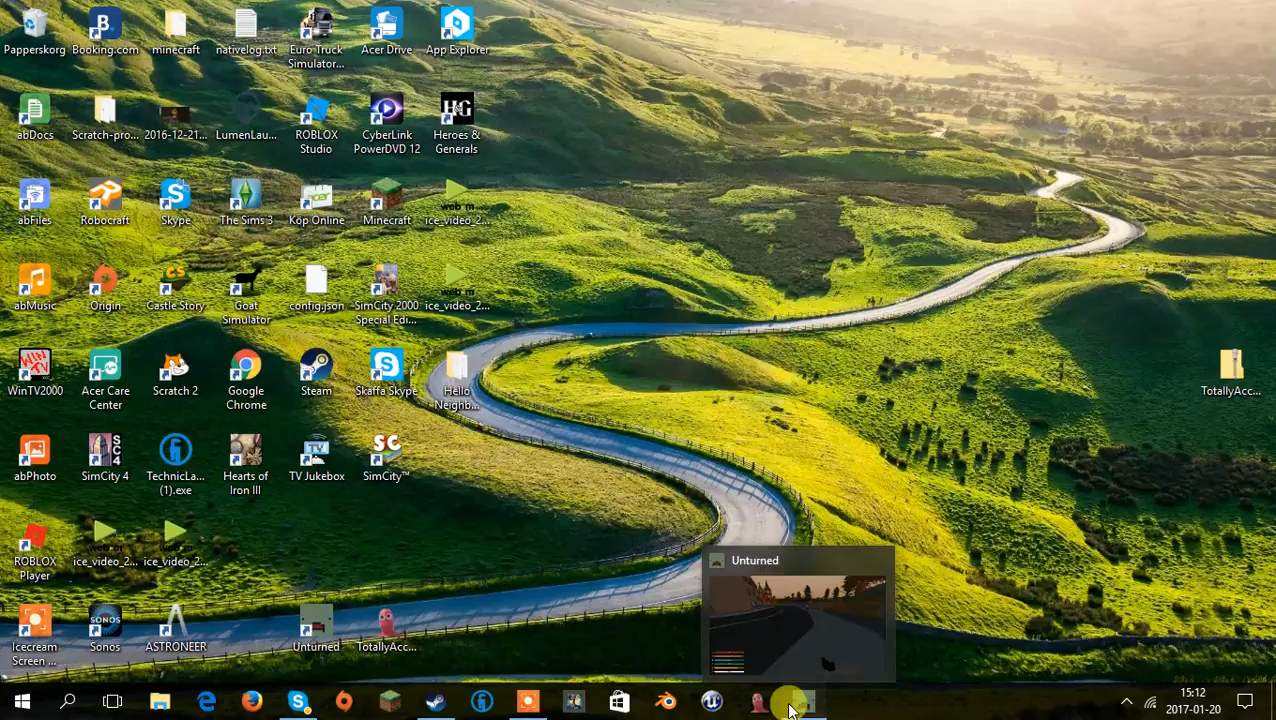 Papperskorg
Booking.com
minecraft
nativelog.txt
Euro Truck
Simulator...
Acer Drive
App Explorer
abDocs
Scratch-pro...
2016-12-21...
LumenLau...
ROBLOX
Studio
CyberLink
PowerDVD 12
Heroes &
Generals
abFiles
Robocraft
Skype
The Sims 3
Köp Online
Minecraft
ice_video_2...
abMusic
Origin
Castle Story
Goat
Simulator
config.json
SimCity 2000
Special Edi...
ice_video_2...
WinTV2000
Acer Care
Center
Scratch 2
Google
Chrome
Steam
Skaffa Skype
Hello
Neighb...
TotallyAcc...
abPhoto
SimCity 4
TechnicLa...
(1).exe
Hearts of
Iron III
TV Jukebox
SimCity™
ROBLOX
Player
ice_video_2...
ice_video_2...
Unturned
Icecream
Screen ...
Sonos
ASTRONEER
Unturned
TotallyAcc...
15:12
2017-01-20